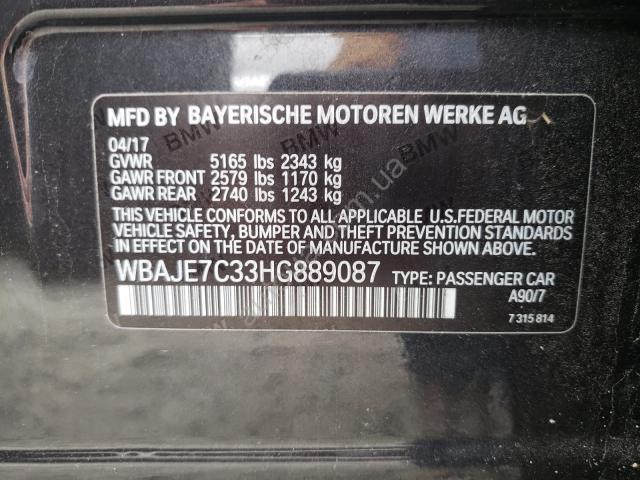 MFD BY BAYERISCHE MOTOREN WERKE AG
04/17
GVWR 5165 lbs 2343 kg
GAWR FRONT 2579 lbs 1170 kg
GAWR REAR 2740 lbs 1243 kg
THIS VEHICLE CONFORMS TO ALL APPLICABLE U.S.FEDERAL MOTOR
VEHICLE SAFETY, BUMPER AND THEFT PREVENTION STANDARDS
IN EFFECT ON THE DATE OF MANUFACTURE SHOWN ABOVE.
WBAJE7C33HG889087 TYPE: PASSENGER CAR
A90/7
7 315 814